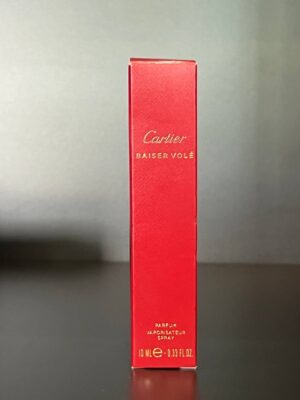 Cartier
BAISER VOLÉ
PARFUM
VAPORISATEUR
SPRAY
10 ML ℮ - 0.33 FL.OZ.